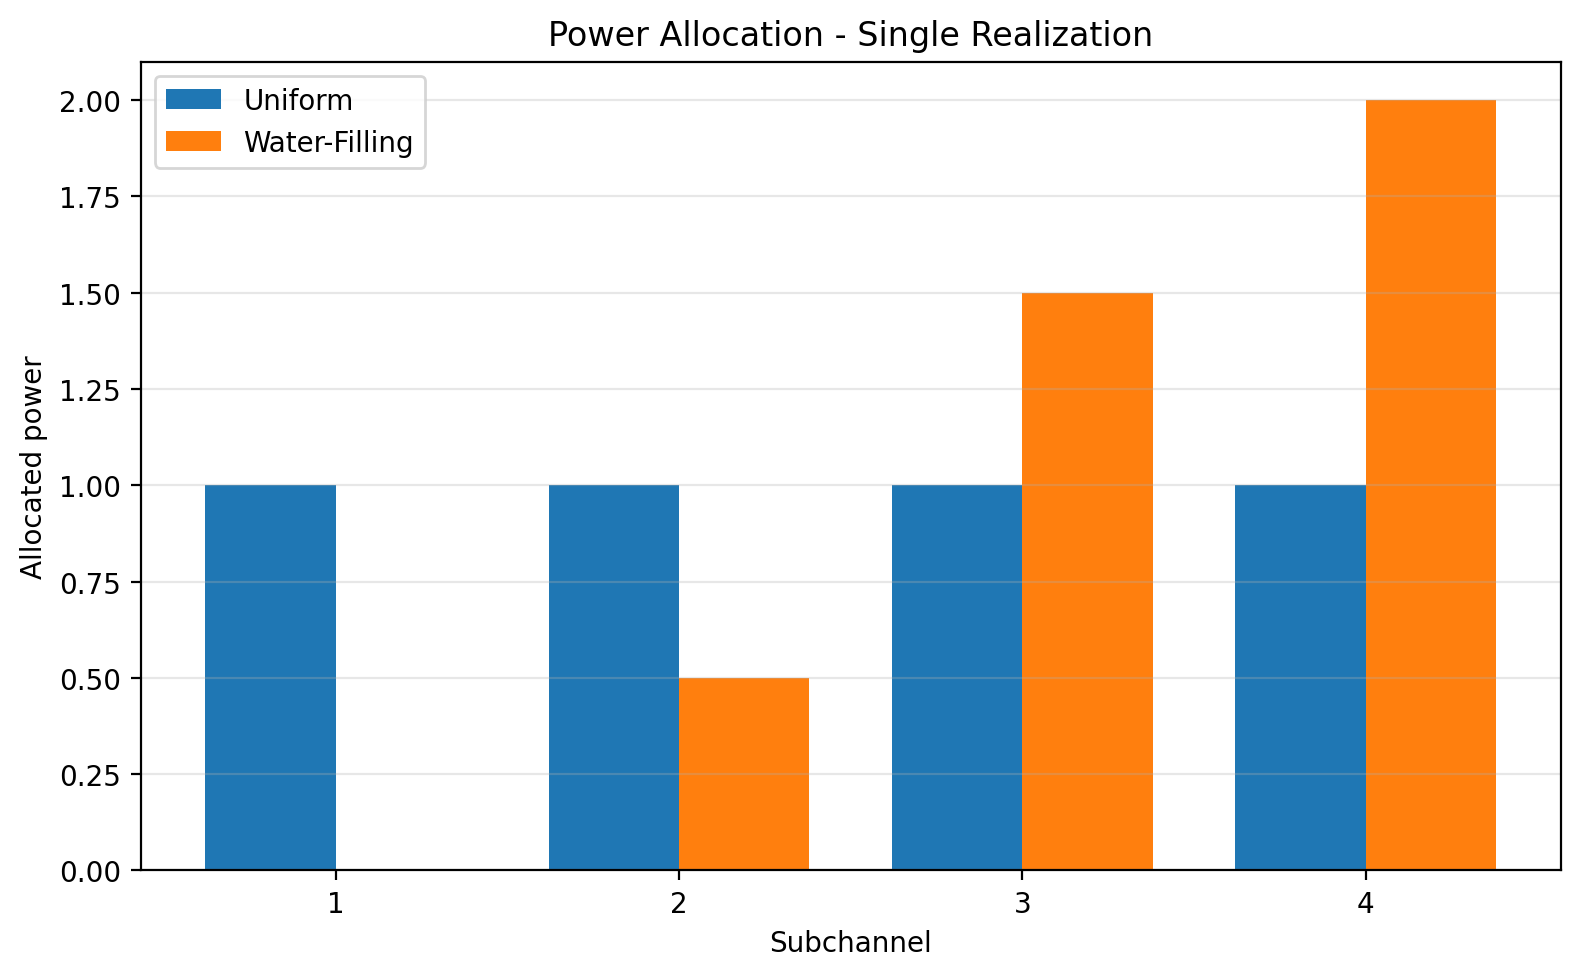 Power Allocation - Single Realization
Uniform
Water-Filling
2.00
1.75
1.50
1.25
1.00
0.75
0.50
0.25
0.00
Allocated power
1 2 3 4
Subchannel